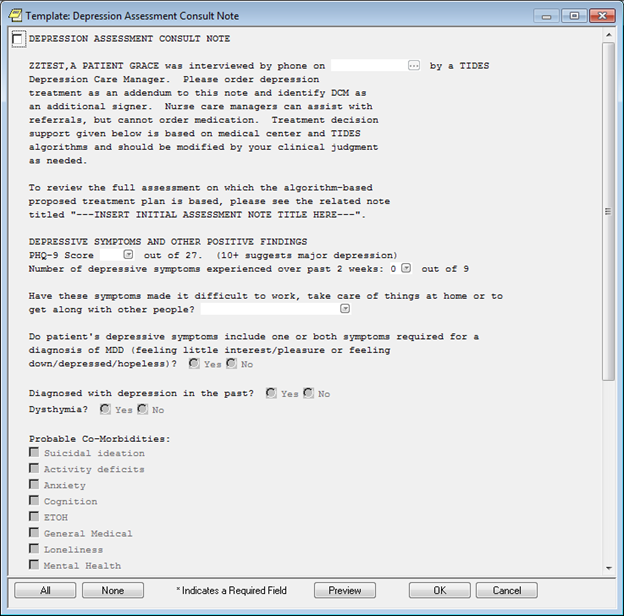 Template: Depression Assessment Consult Note
DEPRESSION ASSESSMENT CONSULT NOTE
ZZTEST,A PATIENT GRACE was interviewed by phone on ... by a TIDES
Depression Care Manager.  Please order depression
treatment as an addendum to this note and identify DCM as
an additional signer.  Nurse care managers can assist with
referrals, but cannot order medication.  Treatment decision
support given below is based on medical center and TIDES
algorithms and should be modified by your clinical judgment
as needed.
To review the full assessment on which the algorithm-based
proposed treatment plan is based, please see the related note
titled "---INSERT INITIAL ASSESSMENT NOTE TITLE HERE---".
DEPRESSIVE SYMPTOMS AND OTHER POSITIVE FINDINGS
PHQ-9 Score out of 27.  (10+ suggests major depression)
Number of depressive symptoms experienced over past 2 weeks: 0 out of 9
Have these symptoms made it difficult to work, take care of things at home or to
get along with other people?
Do patient's depressive symptoms include one or both symptoms required for a
diagnosis of MDD (feeling little interest/pleasure or feeling
down/depressed/hopeless)? Yes No
Diagnosed with depression in the past? Yes No
Dysthymia? Yes No
Probable Co-Morbidities:
Suicidal ideation
Activity deficits
Anxiety
Cognition
ETOH
General Medical
Loneliness
Mental Health
All None * Indicates a Required Field Preview OK Cancel